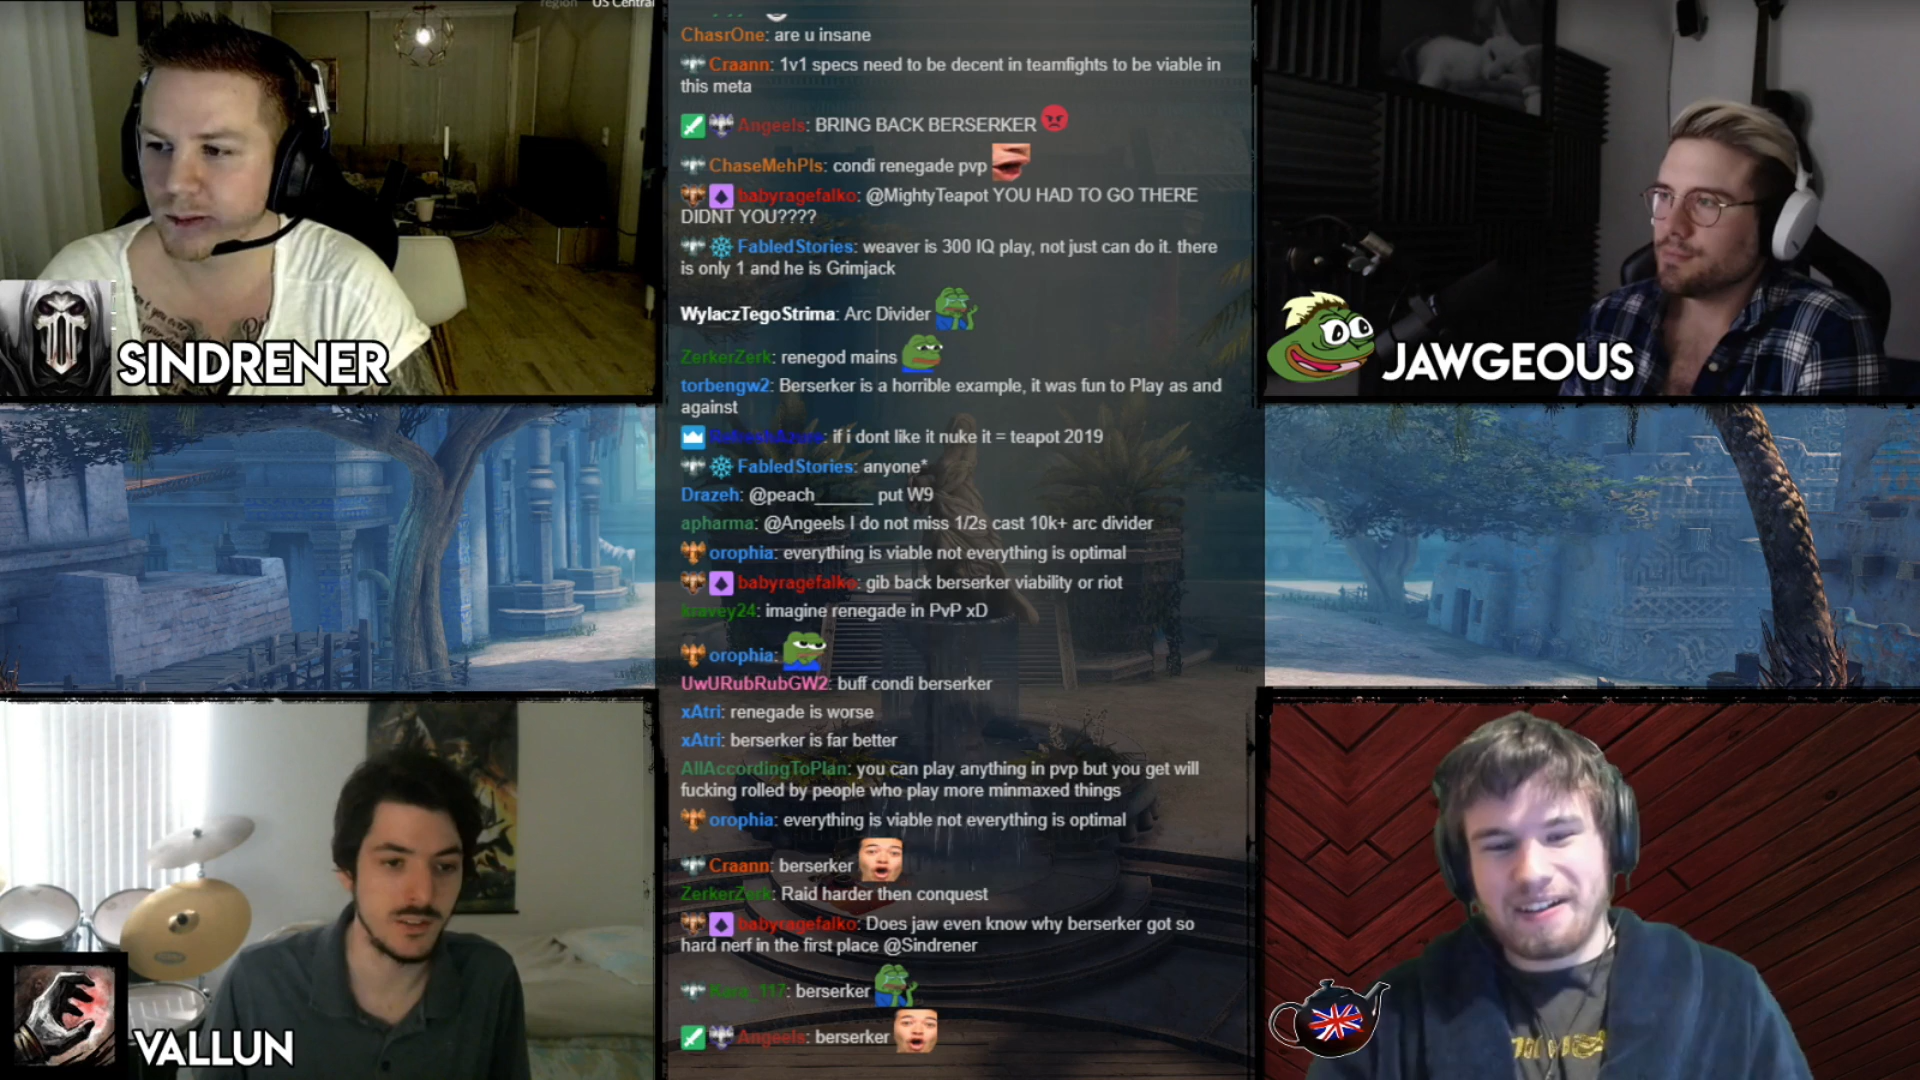 region US Central
SINDRENER
ChasrOne: are u insane
Craann: 1v1 specs need to be decent in teamfights to be viable in
this meta
Angeels: BRING BACK BERSERKER
ChaseMehPls: condi renegade pvp
babyragefalko: @MightyTeapot YOU HAD TO GO THERE
DIDNT YOU????
FabledStories: weaver is 300 IQ play, not just can do it. there
is only 1 and he is Grimjack
WylaczTegoStrima: Arc Divider
ZerkerZerk: renegod mains
torbengw2: Berserker is a horrible example, it was fun to Play as and
against
: if i dont like it nuke it = teapot 2019
FabledStories: anyone*
Drazeh: @peach______ put W9
apharma: @Angeels I do not miss 1/2s cast 10k+ arc divider
orophia: everything is viable not everything is optimal
babyragefalko: gib back berserker viability or riot
kravey24: imagine renegade in PvP xD
orophia:
UwURubRubGW2: buff condi berserker
xAtri: renegade is worse
xAtri: berserker is far better
AllAccordingToPlan: you can play anything in pvp but you get will
fucking rolled by people who play more minmaxed things
orophia: everything is viable not everything is optimal
Craann: berserker
ZerkerZerk: Raid harder then conquest
babyragefalko: Does jaw even know why berserker got so
hard nerf in the first place @Sindrener
: berserker
Angeels: berserker
JAWGEOUS
VALLUN